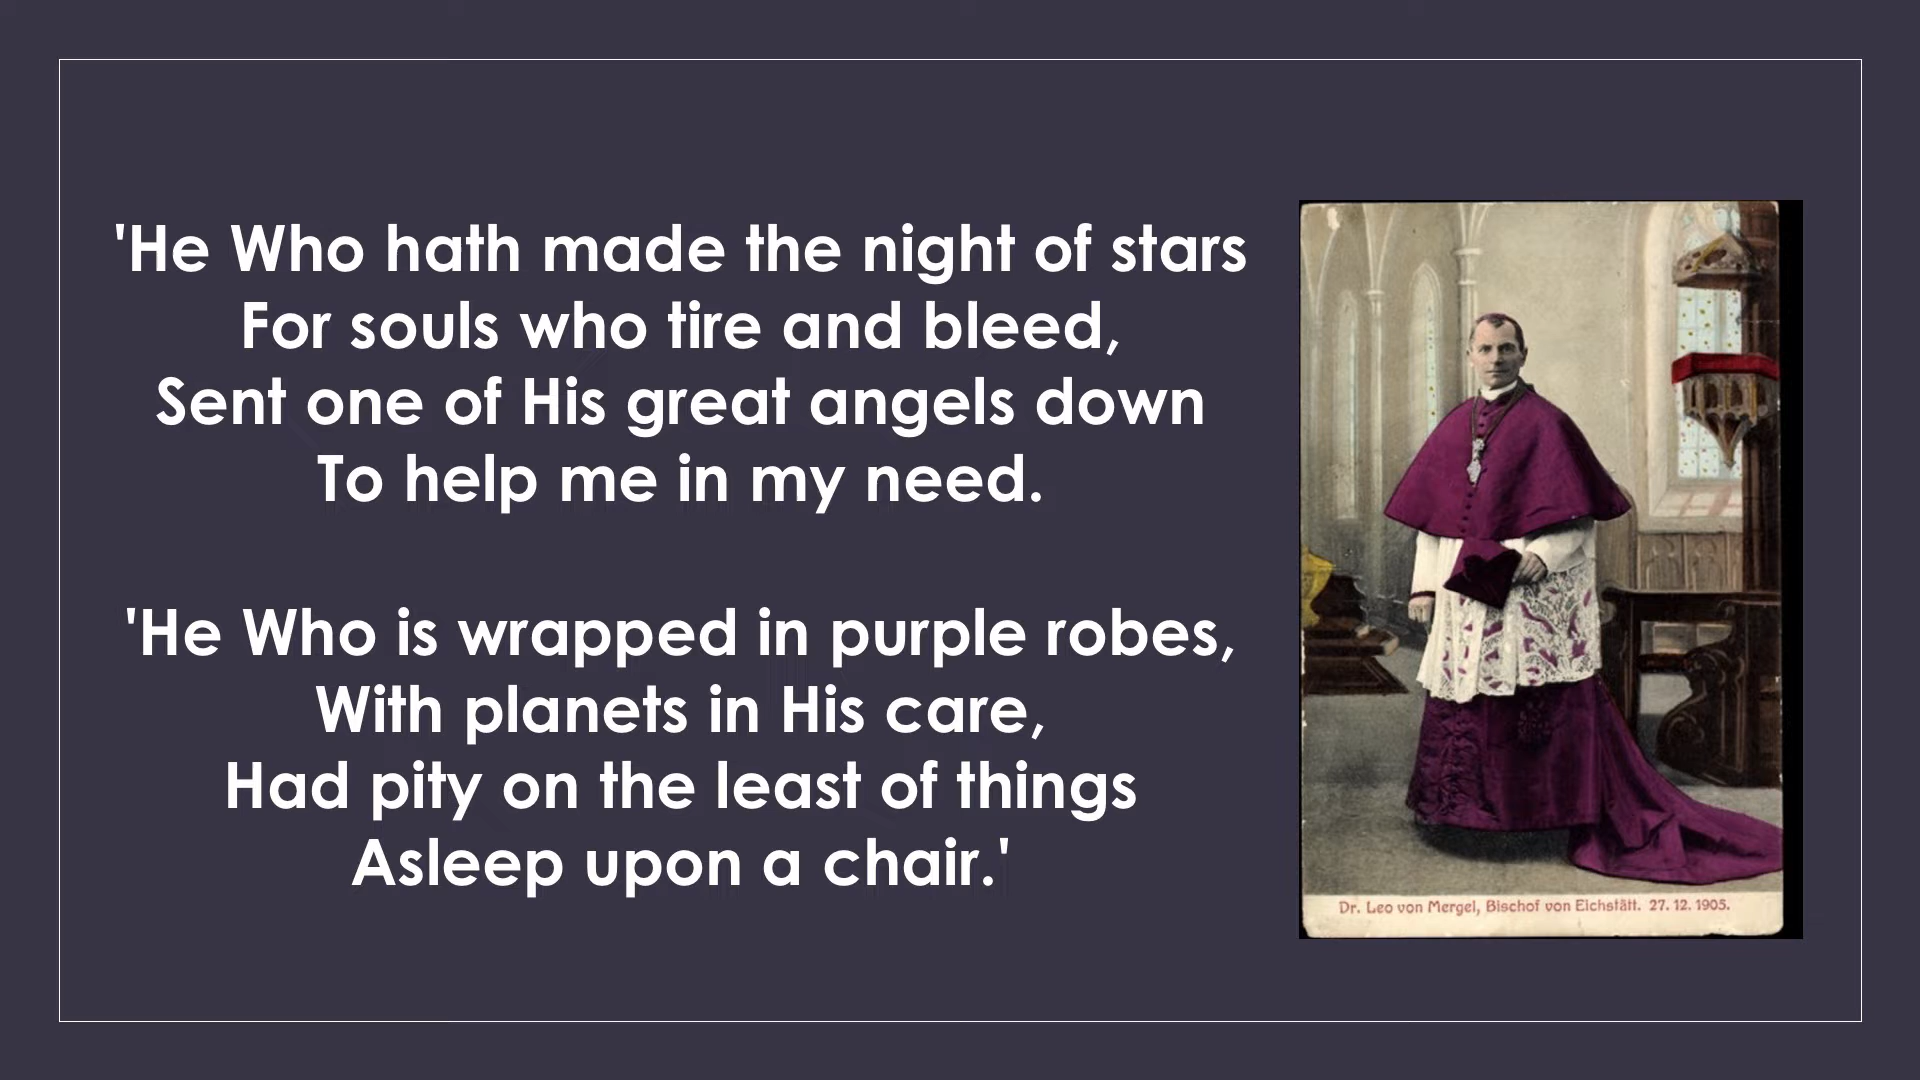 'He Who hath made the night of stars
For souls who tire and bleed,
Sent one of His great angels down
To help me in my need.
'He Who is wrapped in purple robes,
With planets in His care,
Had pity on the least of things
Asleep upon a chair.'
Dr. Leo von Mergel, Bischof von Eichstätt. 27. 12. 1905.